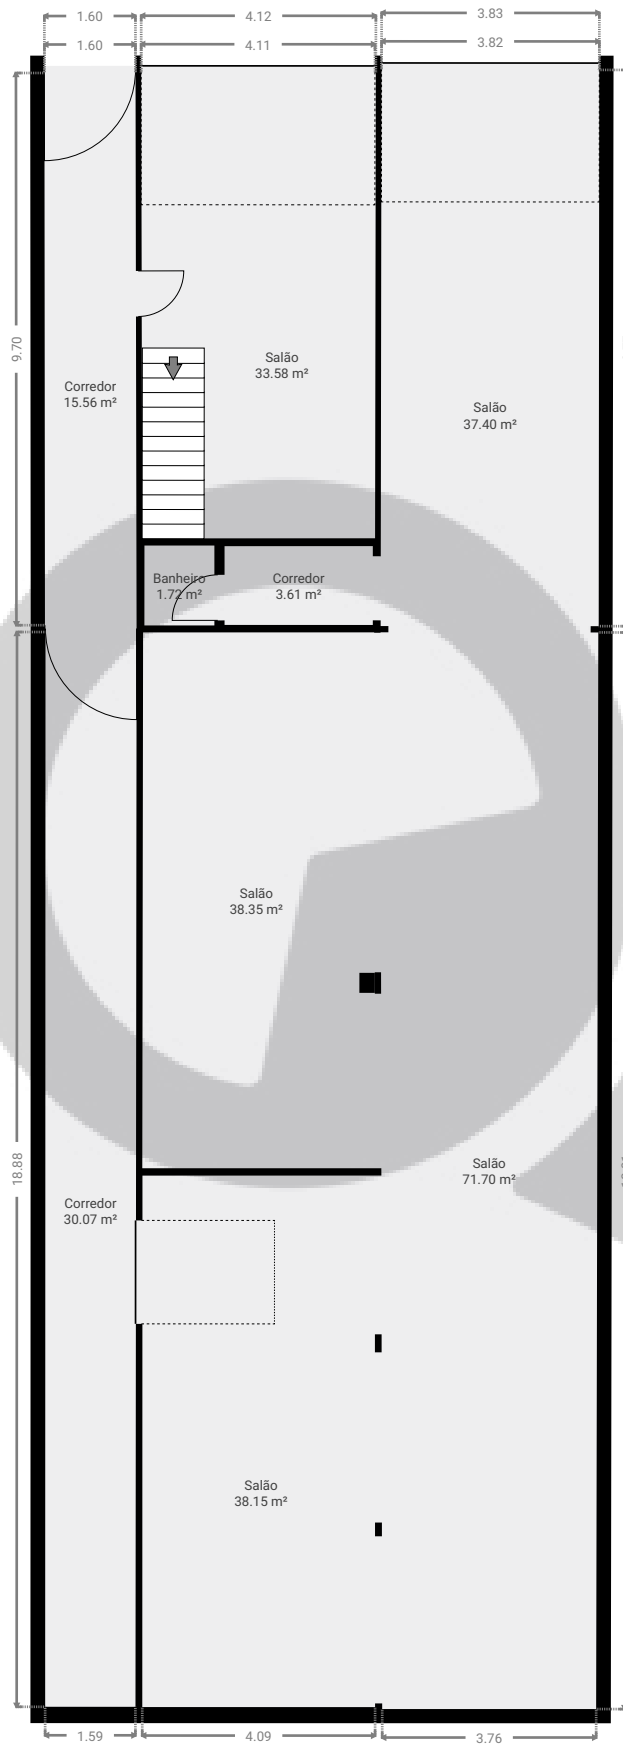 1.60
4.12
3.83
1.60
4.11
3.82
9.70
Salão
33.58 m²
Corredor
15.56 m²
Salão
37.40 m²
Banheiro
1.72 m²
Corredor
3.61 m²
Salão
38.35 m²
18.88
Salão
71.70 m²
Corredor
30.07 m²
Salão
38.15 m²
1.59
4.09
3.76